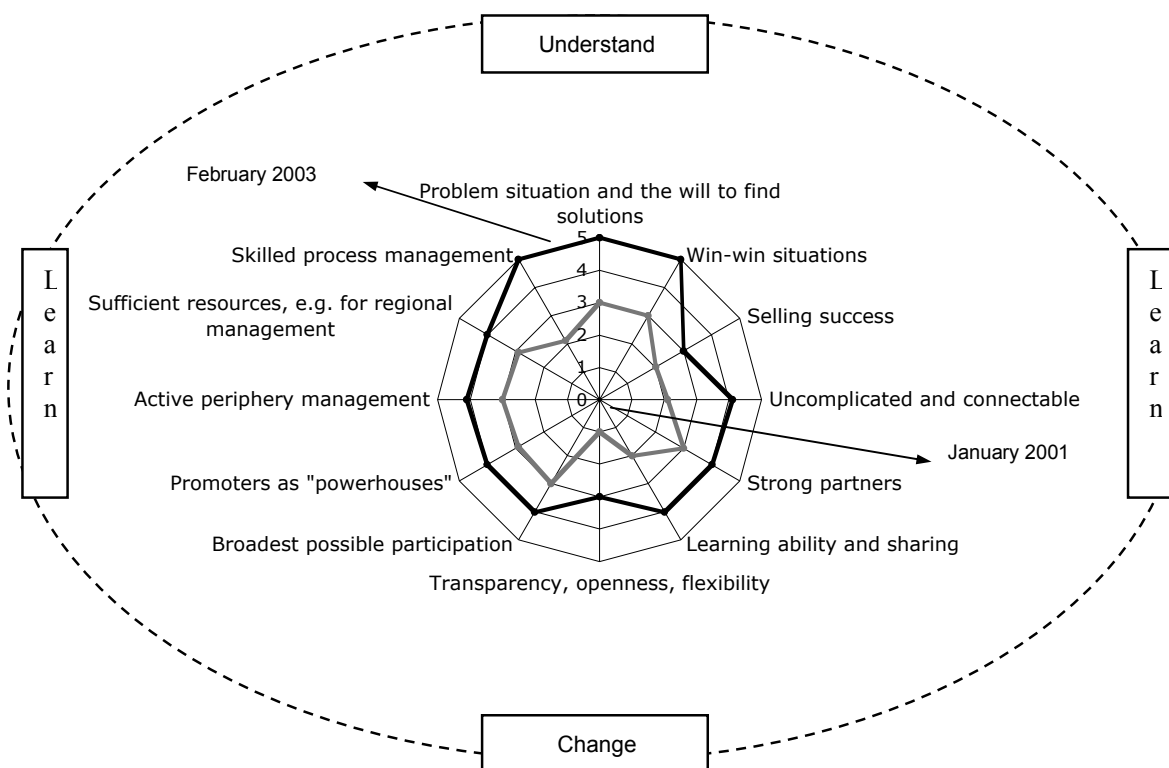 Understand
February 2003
Problem situation and the will to find
solutions
Skilled process management
Win-win situations
Sufficient resources, e.g. for regional
management
Selling success
Active periphery management
Uncomplicated and connectable
January 2001
Promoters as "powerhouses"
Strong partners
Broadest possible participation
Learning ability and sharing
Transparency, openness, flexibility
5
4
3
2
1
0
L
e
a
r
n
L
e
a
r
n
Change